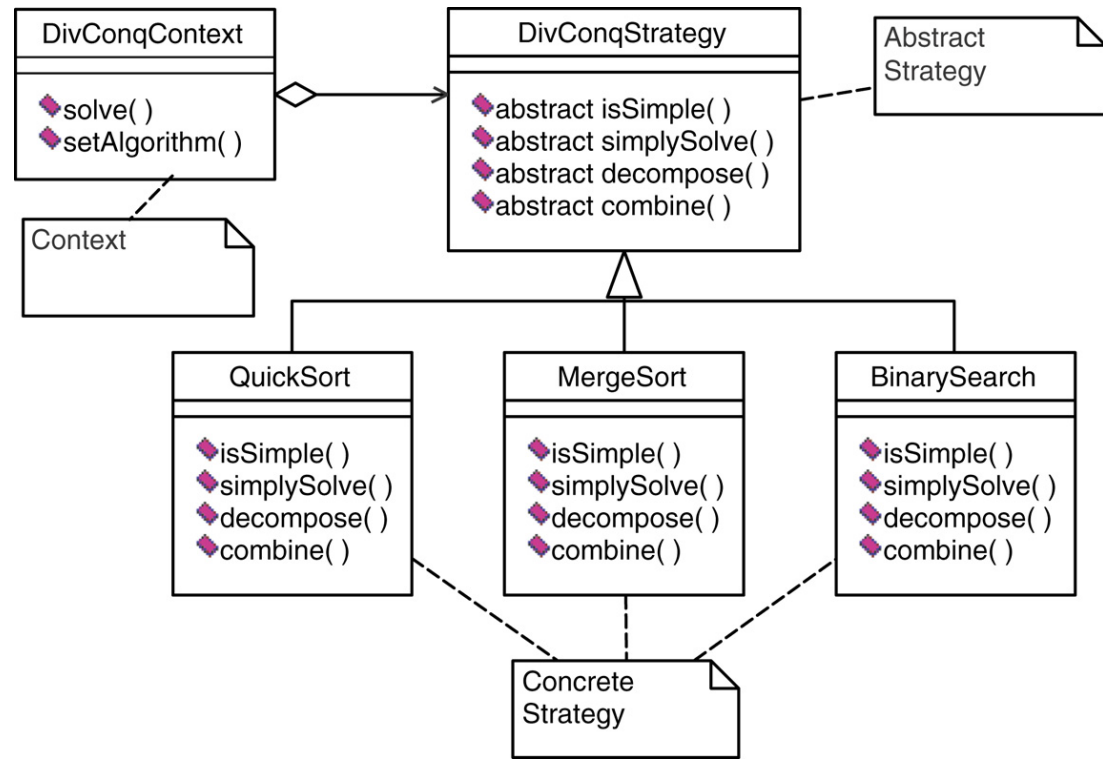 DivConqContext
solve( )
setAlgorithm( )
Context
DivConqStrategy
abstract isSimple( )
abstract simplySolve( )
abstract decompose( )
abstract combine( )
Abstract
Strategy
QuickSort
isSimple( )
simplySolve( )
decompose( )
combine( )
MergeSort
isSimple( )
simplySolve( )
decompose( )
combine( )
BinarySearch
isSimple( )
simplySolve( )
decompose( )
combine( )
Concrete
Strategy